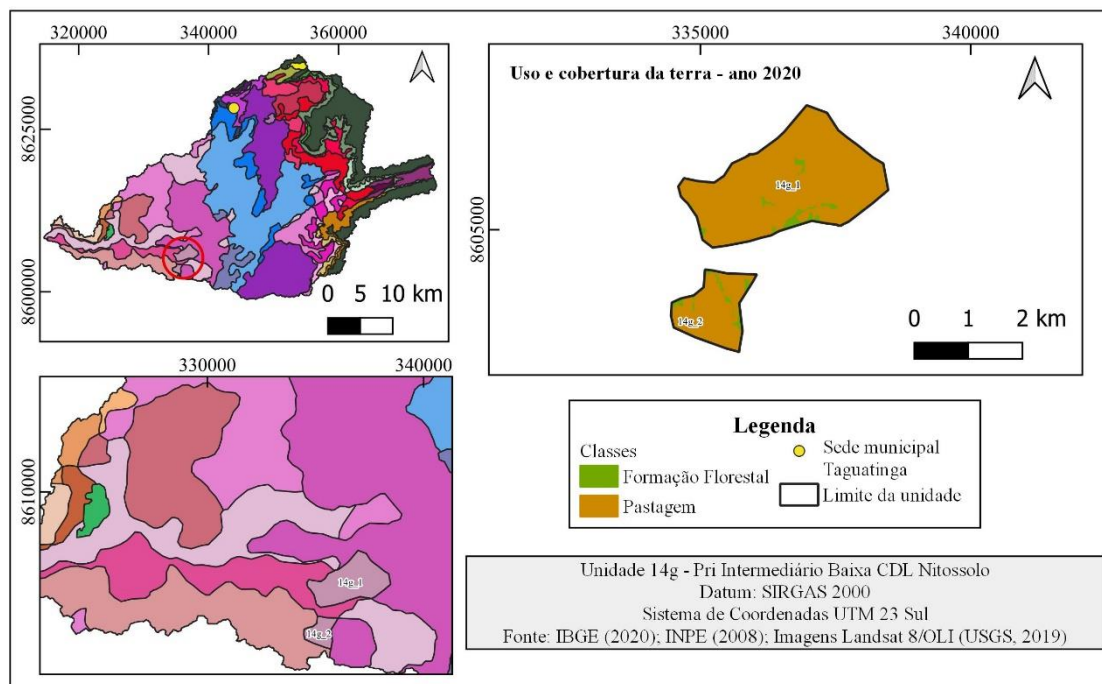 320000 340000 360000
8625000
8600000
0 5 10 km
335000 340000
Uso e cobertura da terra - ano 2020
8605000
14g_1
14g_2
0 1 2 km
330000 340000
8610000
14g_1
14g_2
Legenda
Classes
Formação Florestal
Pastagem
Sede municipal
Taguatinga
Limite da unidade
Unidade 14g - Pri Intermediário Baixa CDL Nitossolo
Datum: SIRGAS 2000
Sistema de Coordenadas UTM 23 Sul
Fonte: IBGE (2020); INPE (2008); Imagens Landsat 8/OLI (USGS, 2019)